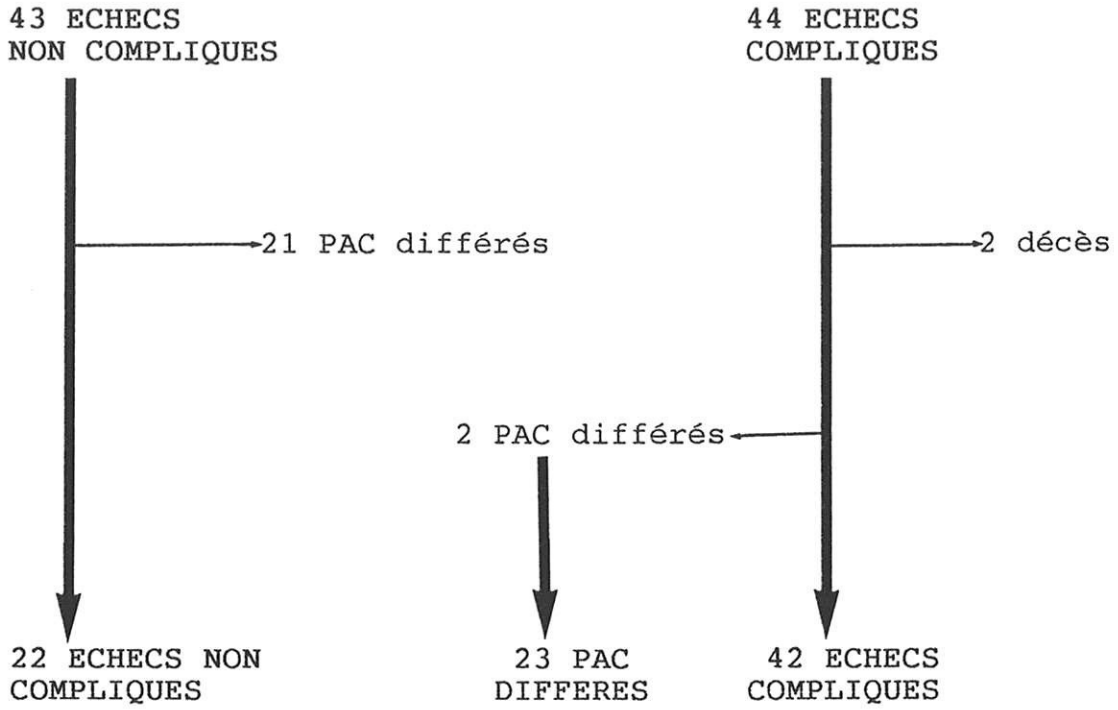 43 ECHECS
NON COMPLIQUES
44 ECHECS
COMPLIQUES
21 PAC différés
2 décès
2 PAC différés
22 ECHECS NON
COMPLIQUES
23 PAC
DIFFERES
42 ECHECS
COMPLIQUES